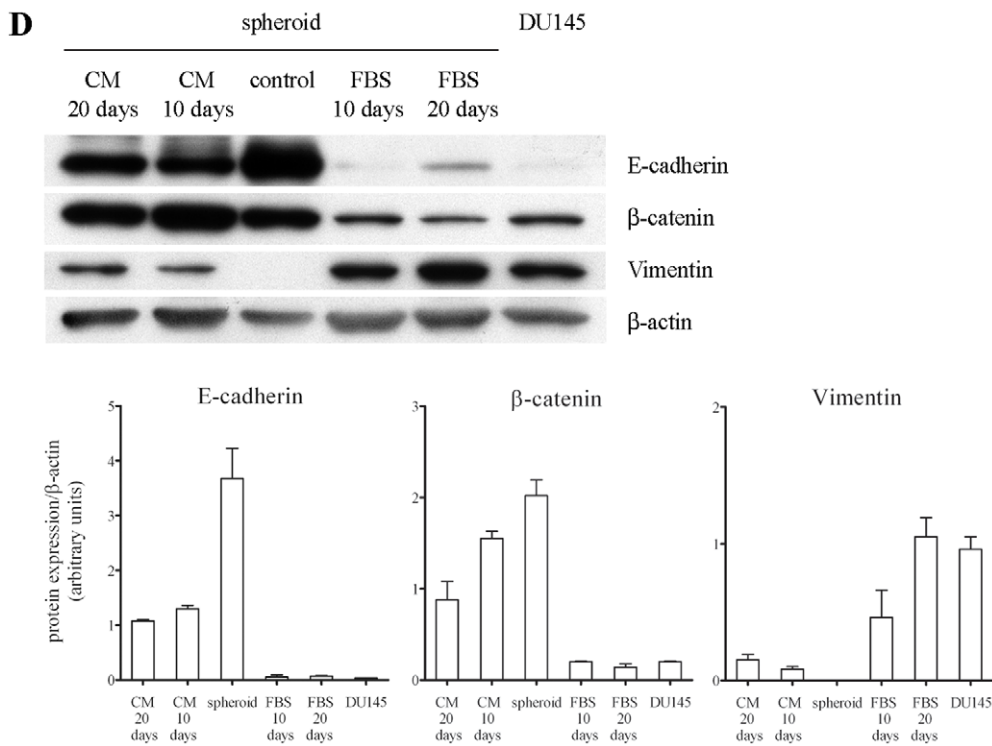 D
spheroid DU145
CM CM control FBS FBS
20 days 10 days 10 days 20 days
E-cadherin
β-catenin
Vimentin
β-actin
E-cadherin β-catenin Vimentin
protein expression/β-actin
(arbitrary units)
5
4
3
2
1
0
3
2
1
0
2
1
0
CM CM spheroid FBS FBS DU145
20 10 10 20
days days days days
CM CM spheroid FBS FBS DU145
20 10 10 20
days days days days
CM CM spheroid FBS FBS DU145
20 10 10 20
days days days days